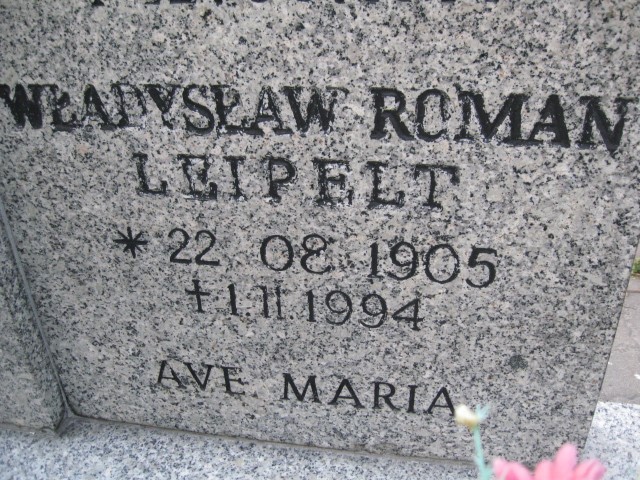 WŁADYSŁAW ROMAN
LEIPELT
* 22 08 1905
† 1. 11 1994
AVE MARIA